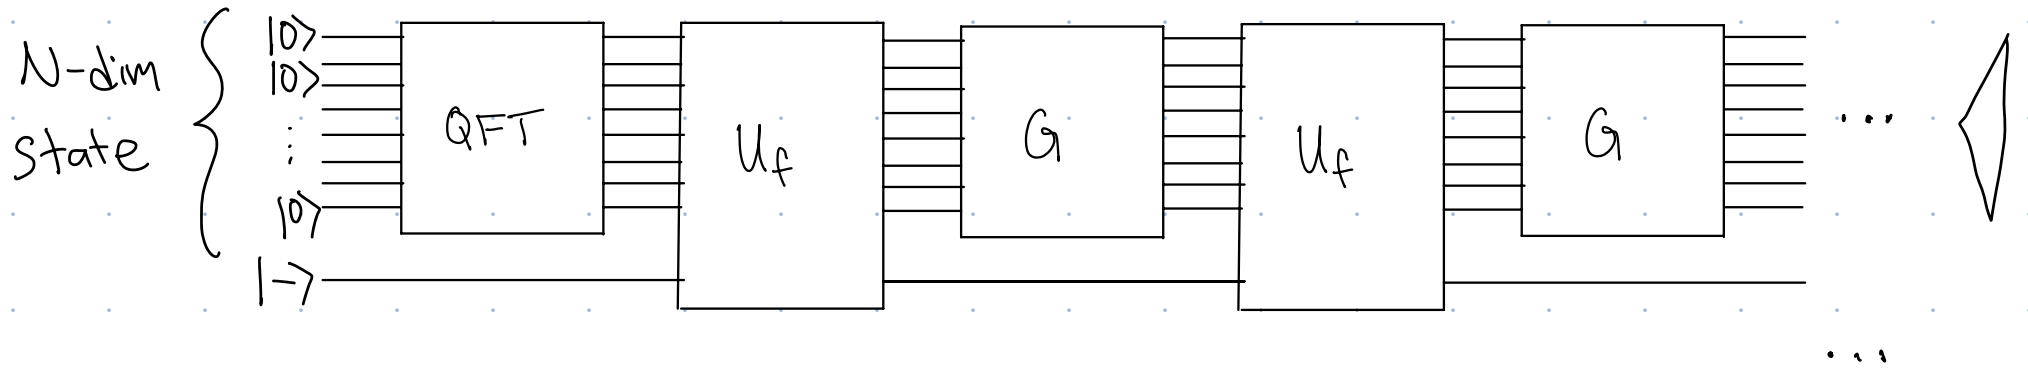 N-dim
state
|0>
|0>
⋮
|0>
|->
QFT
U_f
G
U_f
G
...
...